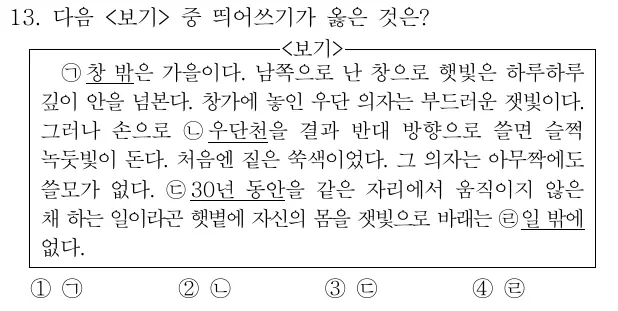 13. 다음 <보기> 중 띄어쓰기가 옳은 것은?
<보기>
㉠ 창 밖은 가을이다. 남쪽으로 난 창으로 햇빛은 하루하루
깊이 안을 넘본다. 창가에 놓인 우단 의자는 부드러운 잿빛이다.
그러나 손으로 ㉡ 우단천을 결과 반대 방향으로 쓸면 슬쩍
녹둣빛이 돈다. 처음엔 짙은 쑥색이었다. 그 의자는 아무짝에도
쓸모가 없다. ㉢ 30년 동안을 같은 자리에서 움직이지 않은
채 하는 일이라곤 햇볕에 자신의 몸을 잿빛으로 바래는 ㉣ 일 밖에
없다.
① ㉠ ② ㉡ ③ ㉢ ④ ㉣